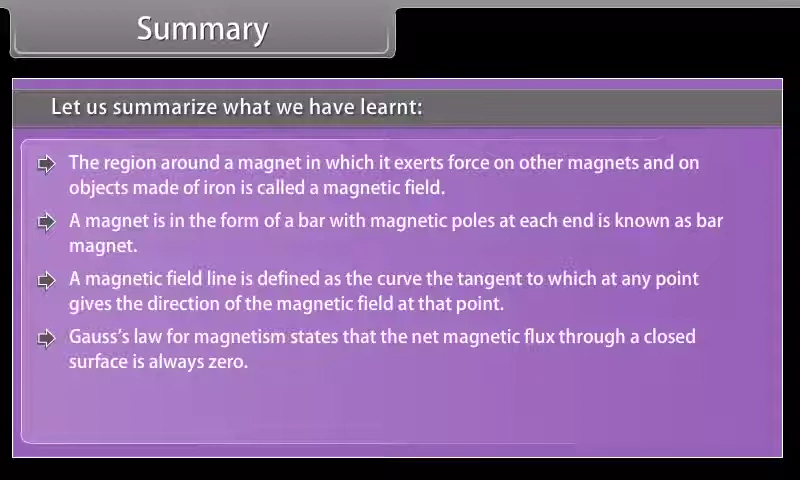 Summary
Let us summarize what we have learnt:
The region around a magnet in which it exerts force on other magnets and on
objects made of iron is called a magnetic field.
A magnet is in the form of a bar with magnetic poles at each end is known as bar
magnet.
A magnetic field line is defined as the curve the tangent to which at any point
gives the direction of the magnetic field at that point.
Gauss's law for magnetism states that the net magnetic flux through a closed
surface is always zero.